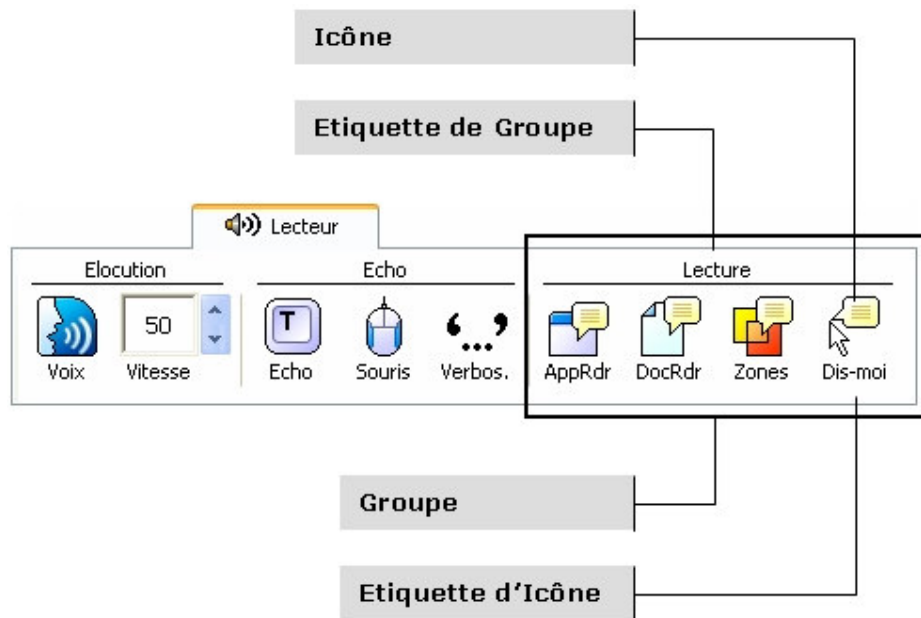 Icône
Etiquette de Groupe
Lecteur
Elocution Echo Lecture
50 T
Voix Vitesse Echo Souris Verbos. AppRdr DocRdr Zones Dis-moi
Groupe
Etiquette d'Icône